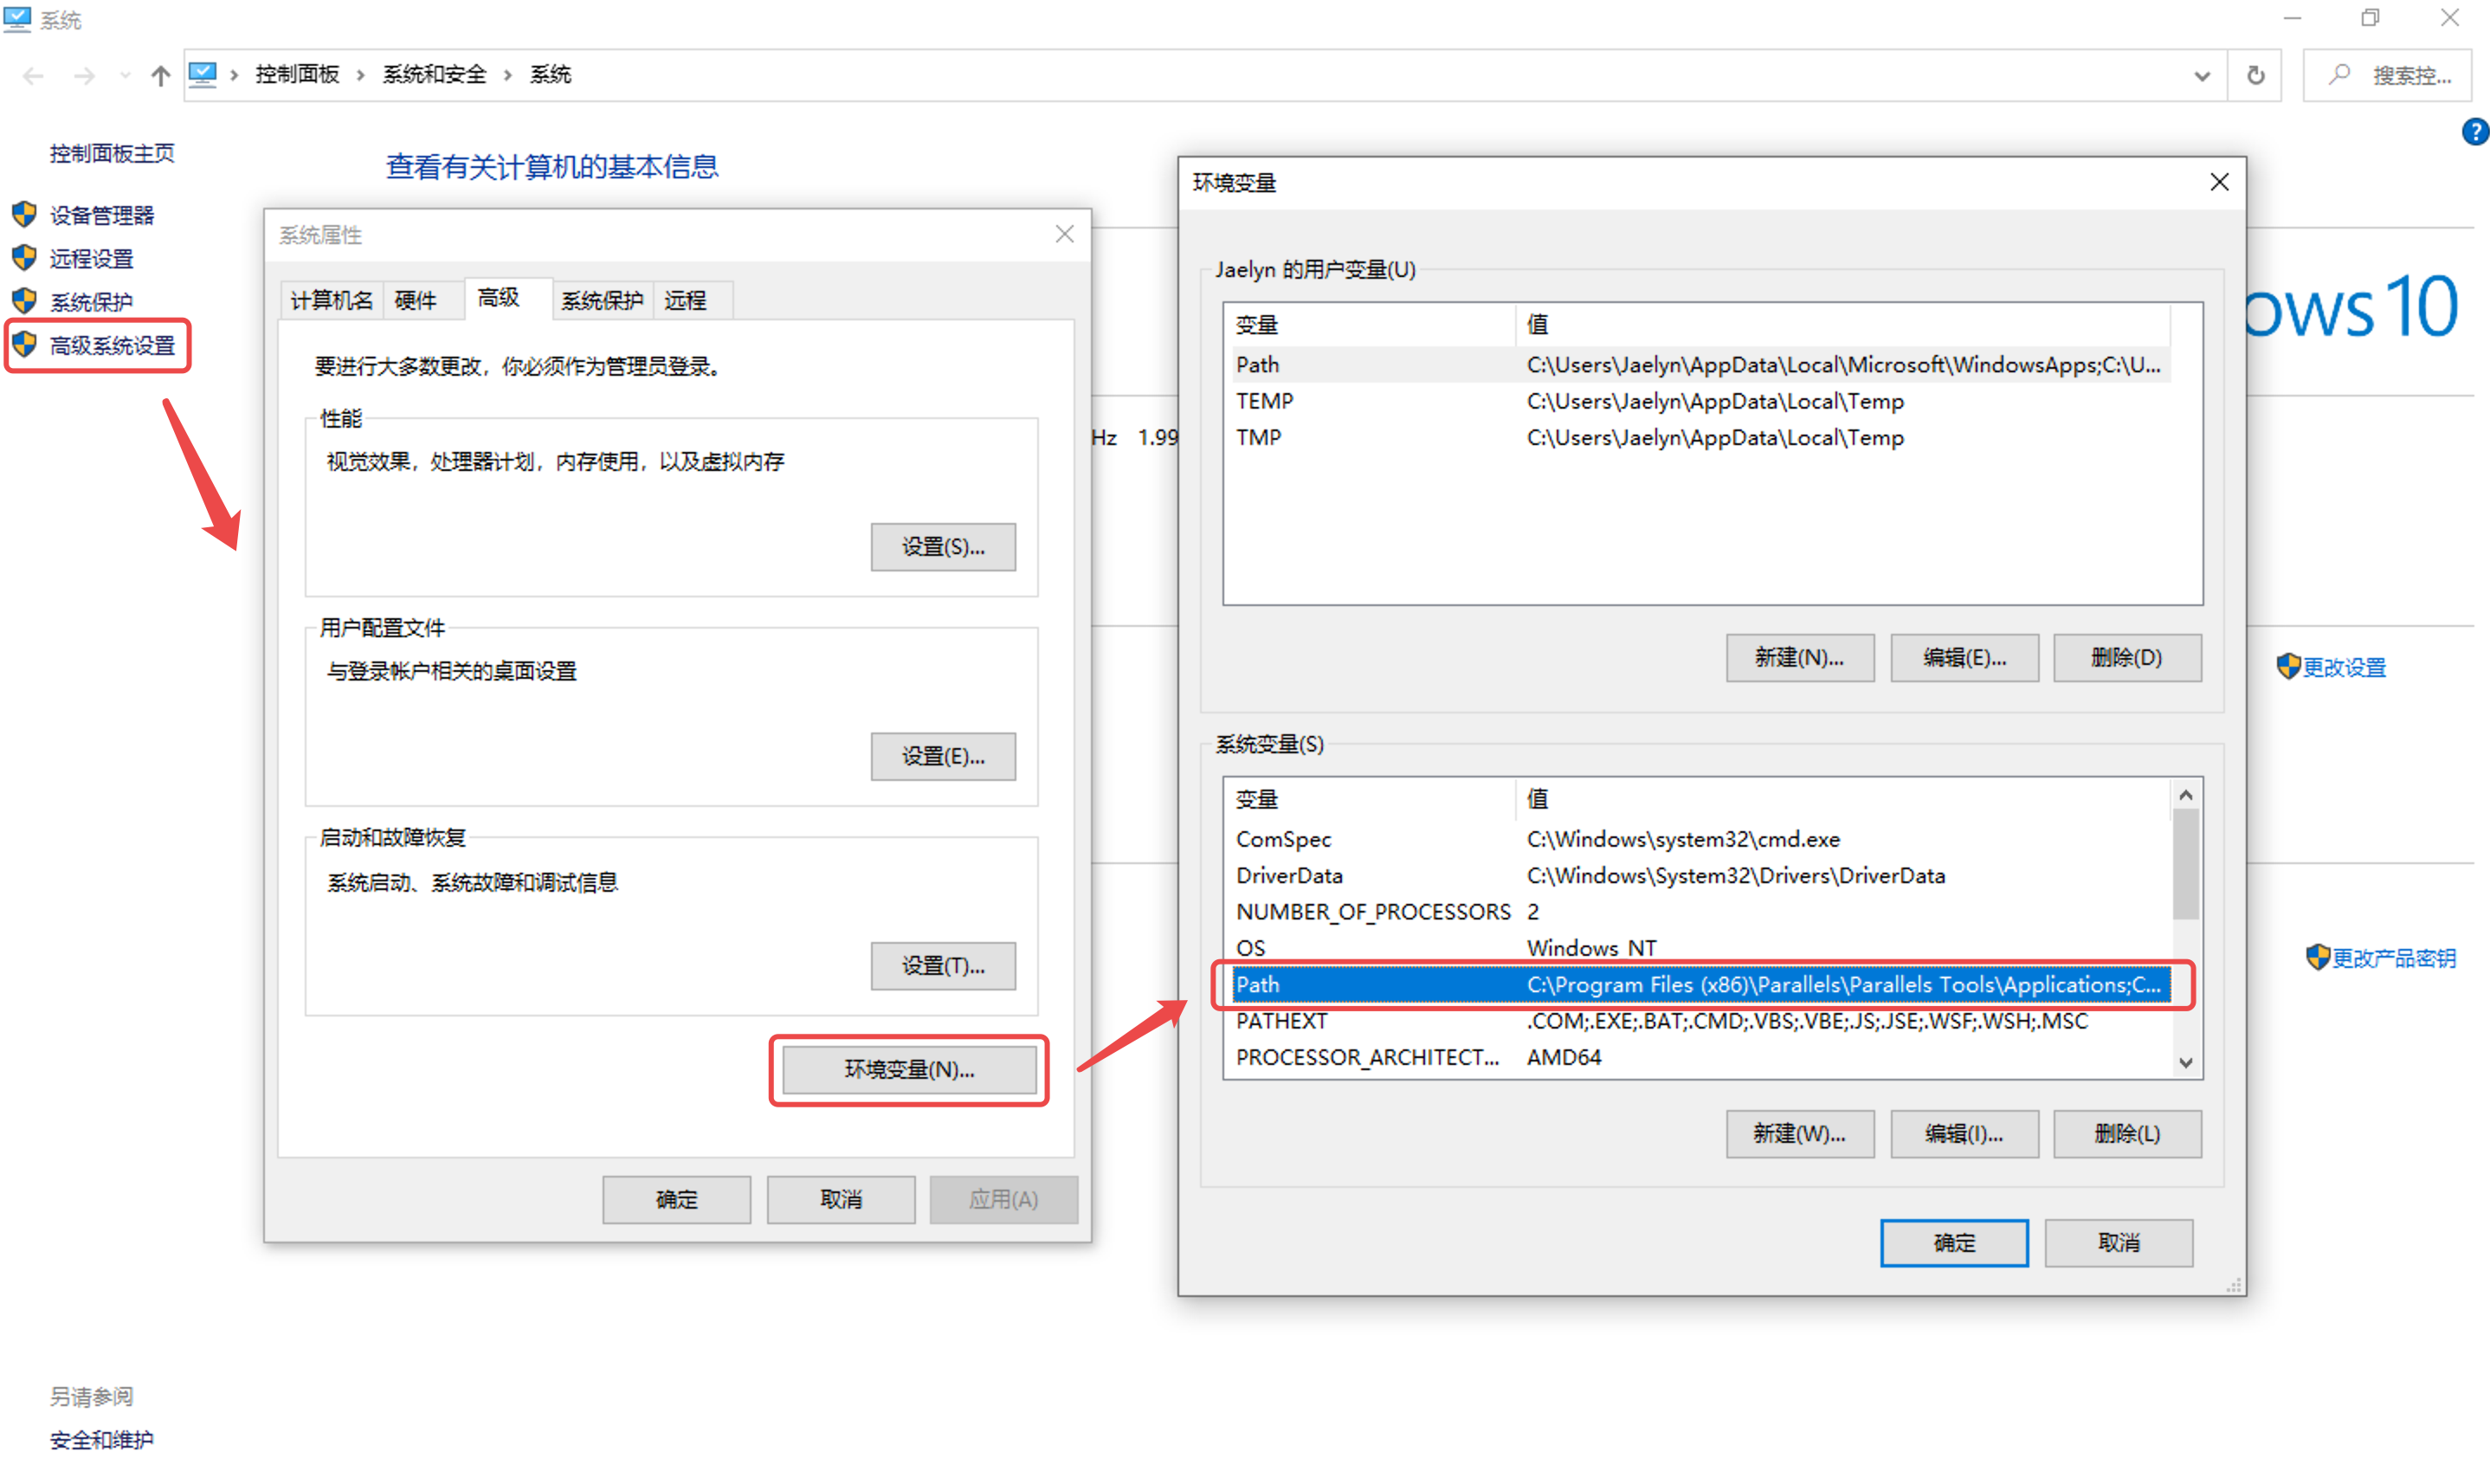 系统
控制面板 > 系统和安全 > 系统
搜索控...
控制面板主页
设备管理器
远程设置
系统保护
高级系统设置
查看有关计算机的基本信息
系统属性
计算机名 硬件 高级 系统保护 远程
要进行大多数更改，你必须作为管理员登录。
性能
视觉效果，处理器计划，内存使用，以及虚拟内存
设置(S)...
用户配置文件
与登录帐户相关的桌面设置
设置(E)...
启动和故障恢复
系统启动、系统故障和调试信息
设置(T)...
环境变量(N)...
确定 取消 应用(A)
Hz 1.99
环境变量
Jaelyn 的用户变量(U)
变量 值
Path C:\Users\Jaelyn\AppData\Local\Microsoft\WindowsApps;C:\U...
TEMP C:\Users\Jaelyn\AppData\Local\Temp
TMP C:\Users\Jaelyn\AppData\Local\Temp
新建(N)... 编辑(E)... 删除(D)
系统变量(S)
变量 值
ComSpec C:\Windows\system32\cmd.exe
DriverData C:\Windows\System32\Drivers\DriverData
NUMBER_OF_PROCESSORS 2
OS Windows_NT
Path C:\Program Files (x86)\Parallels\Parallels Tools\Applications;C...
PATHEXT .COM;.EXE;.BAT;.CMD;.VBS;.VBE;.JS;.JSE;.WSF;.WSH;.MSC
PROCESSOR_ARCHITECT... AMD64
新建(W)... 编辑(I)... 删除(L)
确定 取消
ows 10
更改设置
更改产品密钥
另请参阅
安全和维护